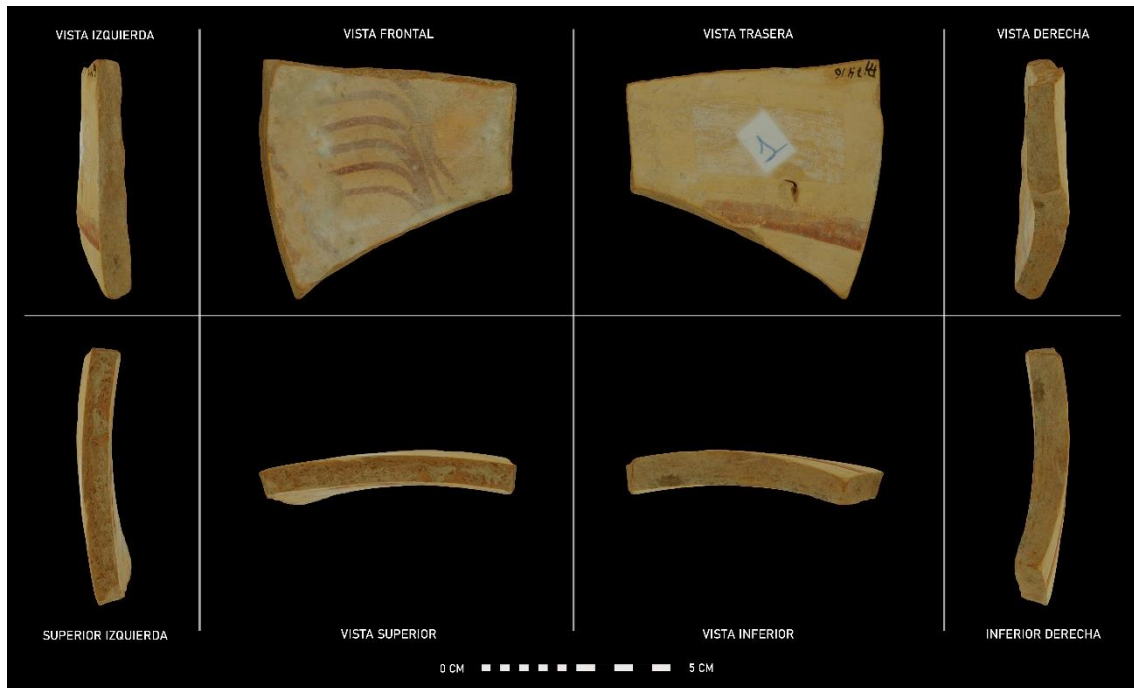 VISTA IZQUIERDA
VISTA FRONTAL
VISTA TRASERA
VISTA DERECHA
1
SUPERIOR IZQUIERDA
VISTA SUPERIOR
VISTA INFERIOR
INFERIOR DERECHA
0 CM
5 CM